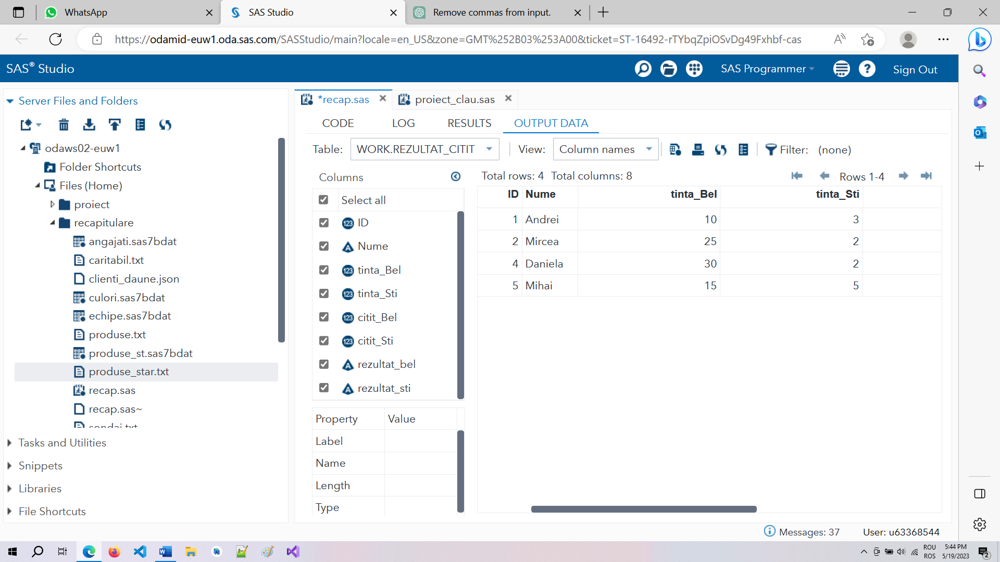 WhatsApp
SAS Studio
Remove commas from input.
https://odamid-euw1.oda.sas.com/SASStudio/main?locale=en_US&zone=GMT%252B03%253A00&ticket=ST-16492-rTYbqZpiOSvDg49Fxhbf-cas
SAS® Studio
SAS Programmer
Sign Out
Server Files and Folders
odaws02-euw1
Folder Shortcuts
Files (Home)
proiect
recapitulare
angajati.sas7bdat
caritabil.txt
clienti_daune.json
culori.sas7bdat
echipe.sas7bdat
produse.txt
produse_st.sas7bdat
produse_star.txt
recap.sas
recap.sas~
sondaj.txt
Tasks and Utilities
Snippets
Libraries
File Shortcuts
*recap.sas
proiect_clau.sas
CODE LOG RESULTS OUTPUT DATA
Table: WORK.REZULTAT_CITIT View: Column names Filter: (none)
Columns
Select all
ID
Nume
tinta_Bel
tinta_Sti
citit_Bel
citit_Sti
rezultat_bel
rezultat_sti
Property Value
Label
Name
Length
Type
Total rows: 4 Total columns: 8
Rows 1-4
ID Nume tinta_Bel tinta_Sti
1 Andrei 10 3
2 Mircea 25 2
4 Daniela 30 2
5 Mihai 15 5
Messages: 37
User: u63368544
ROU
ROS
5:44 PM
5/19/2023
2